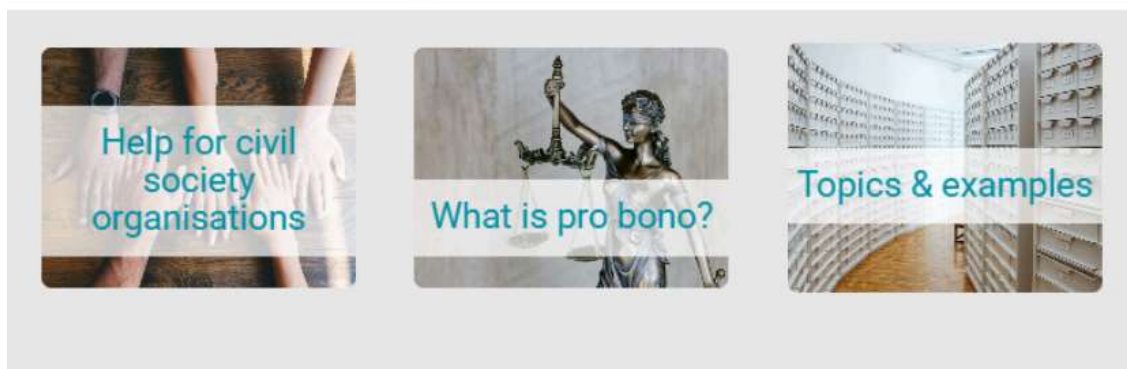 Help for civil
society
organisations
What is pro bono?
Topics & examples